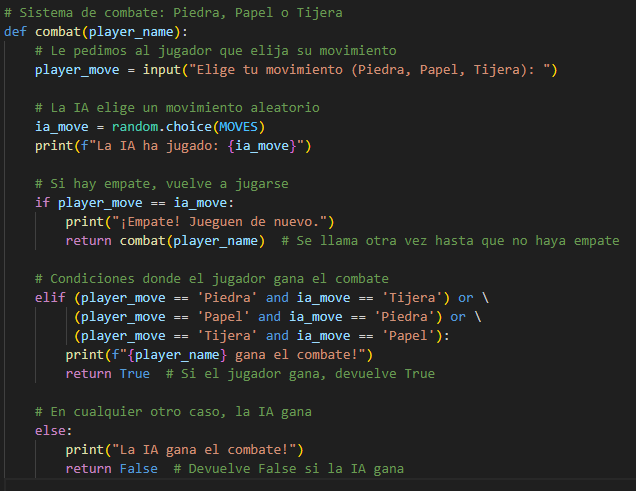 # Sistema de combate: Piedra, Papel o Tijera
def combat(player_name):
    # Le pedimos al jugador que elija su movimiento
    player_move = input("Elige tu movimiento (Piedra, Papel, Tijera): ")

    # La IA elige un movimiento aleatorio
    ia_move = random.choice(MOVES)
    print(f"La IA ha jugado: {ia_move}")

    # Si hay empate, vuelve a jugarse
    if player_move == ia_move:
        print("¡Empate! Jueguen de nuevo.")
        return combat(player_name)  # Se llama otra vez hasta que no haya empate

    # Condiciones donde el jugador gana el combate
    elif (player_move == 'Piedra' and ia_move == 'Tijera') or \
         (player_move == 'Papel' and ia_move == 'Piedra') or \
         (player_move == 'Tijera' and ia_move == 'Papel'):
        print(f"{player_name} gana el combate!")
        return True  # Si el jugador gana, devuelve True

    # En cualquier otro caso, la IA gana
    else:
        print("La IA gana el combate!")
        return False  # Devuelve False si la IA gana